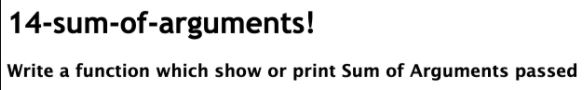 14-sum-of-arguments!
Write a function which show or print Sum of Arguments passed